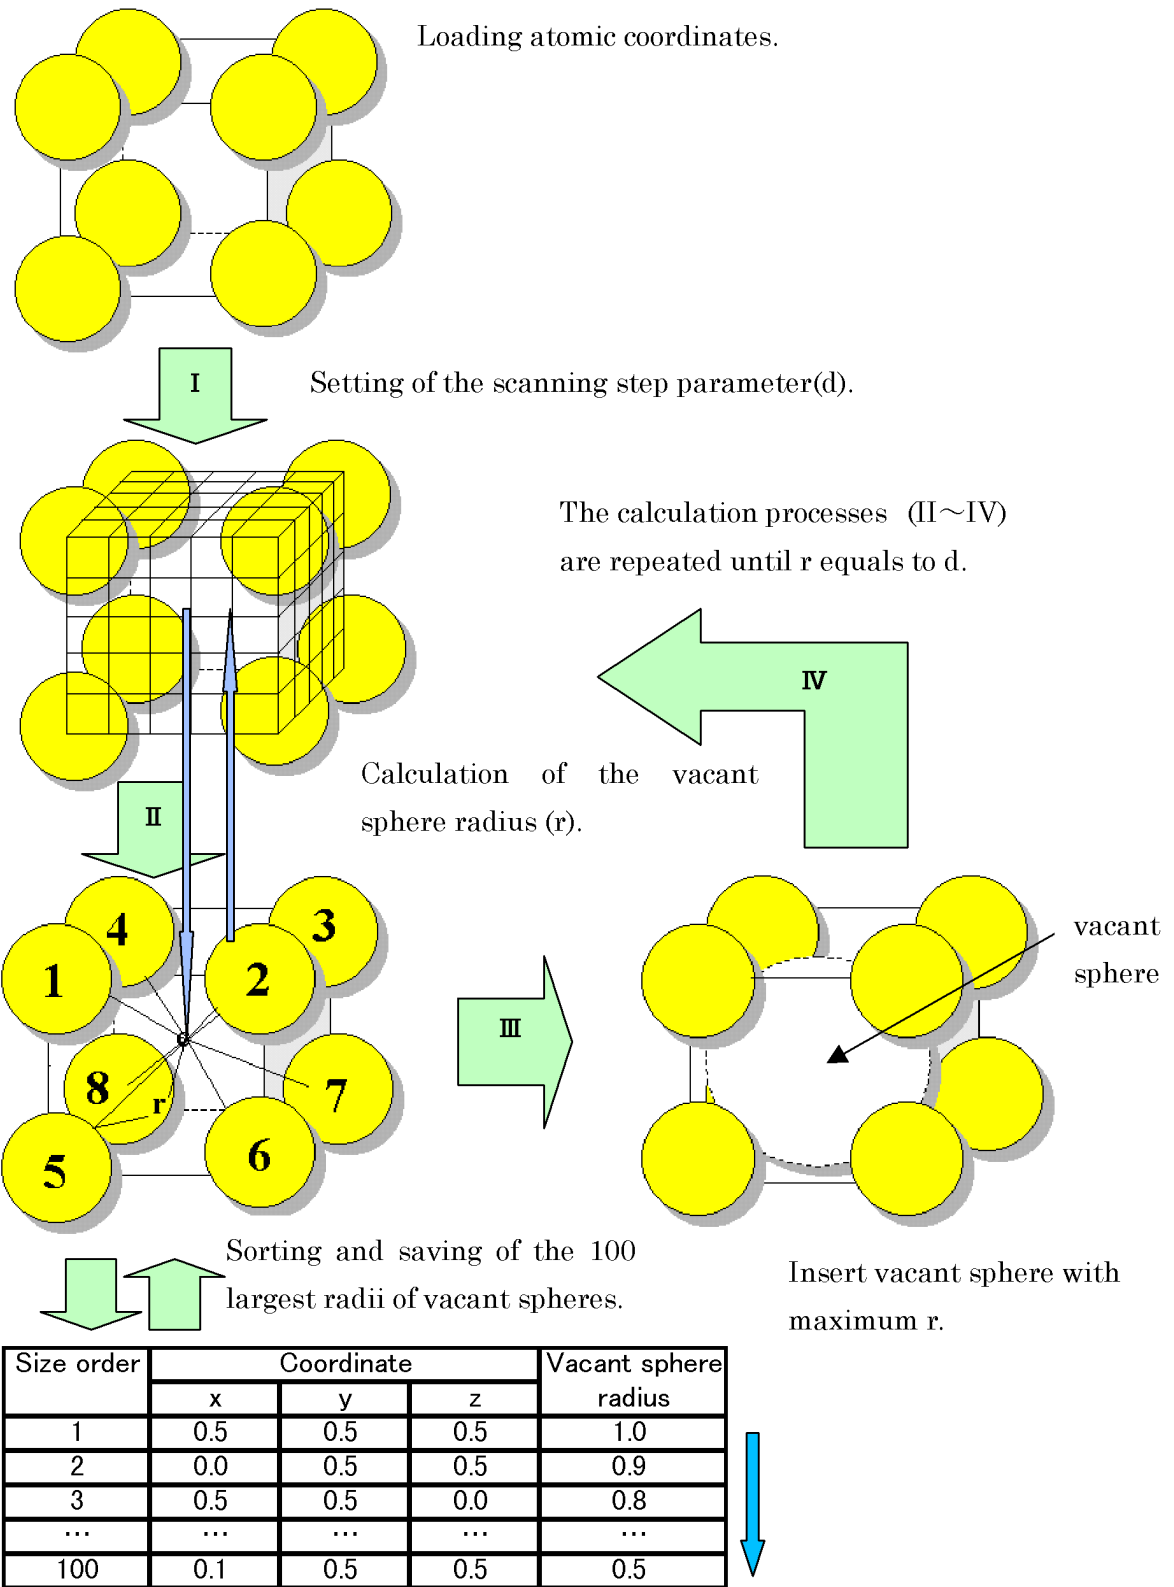 Loading atomic coordinates.
I
Setting of the scanning step parameter(d).
The calculation processes (II～IV)
are repeated until r equals to d.
IV
Calculation of the vacant
sphere radius (r).
II
4
3
1
2
8
7
r
5
6
III
vacant
sphere
Sorting and saving of the 100
largest radii of vacant spheres.
Insert vacant sphere with
maximum r.
Size order Coordinate Vacant sphere
x y z radius
1 0.5 0.5 0.5 1.0
2 0.0 0.5 0.5 0.9
3 0.5 0.5 0.0 0.8
… … … … …
100 0.1 0.5 0.5 0.5